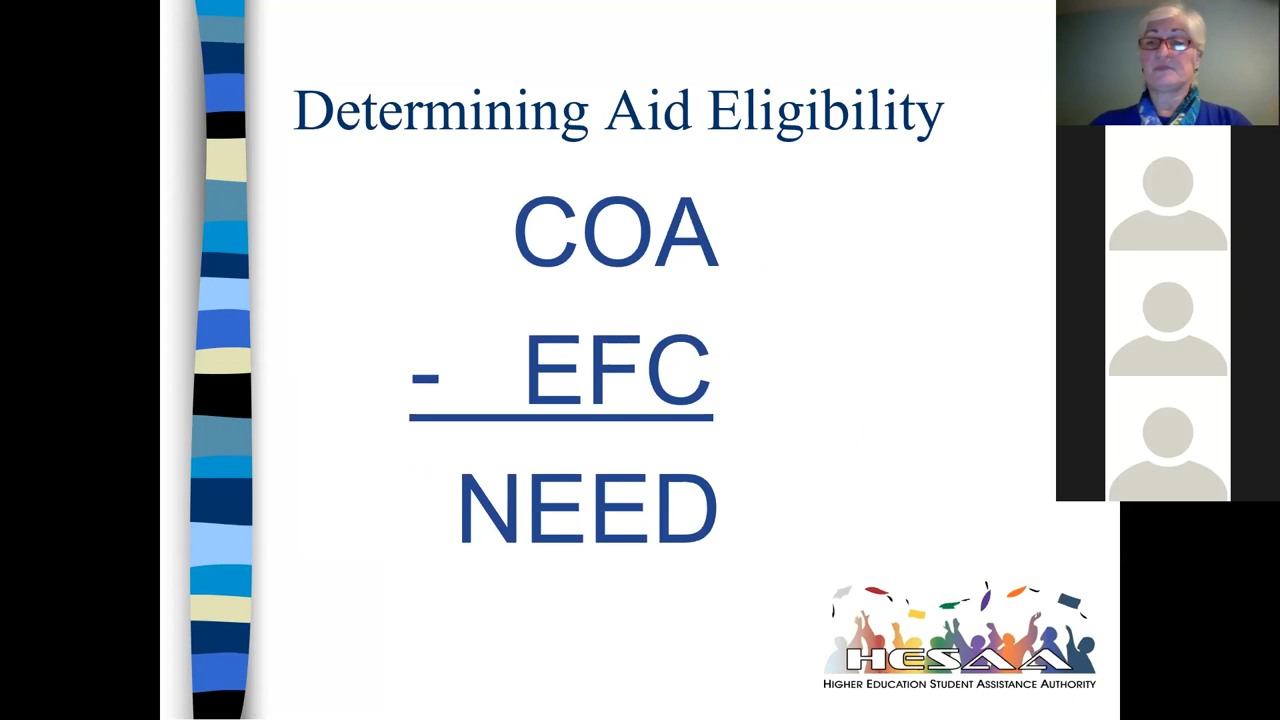 Determining Aid Eligibility
COA
- EFC
NEED
HESAA
HIGHER EDUCATION STUDENT ASSISTANCE AUTHORITY